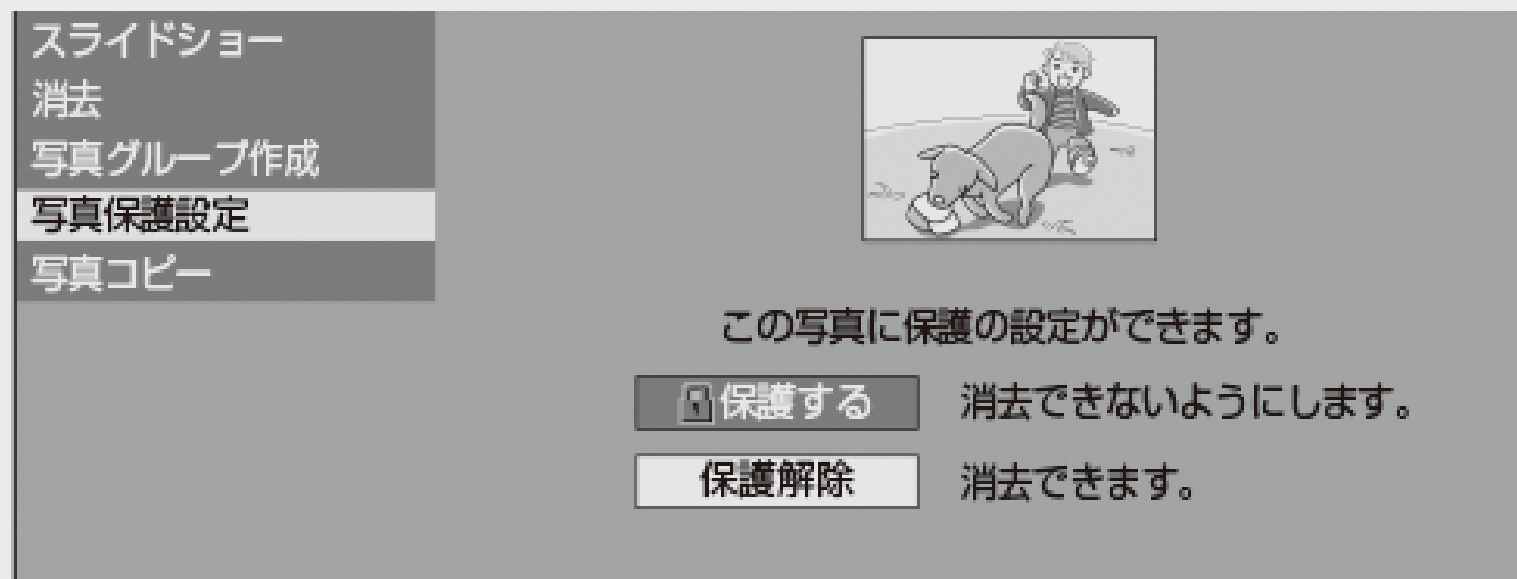 スライドショー
消去
写真グループ作成
写真保護設定
写真コピー
この写真に保護の設定ができます。
保護する 消去できないようにします。
保護解除 消去できます。